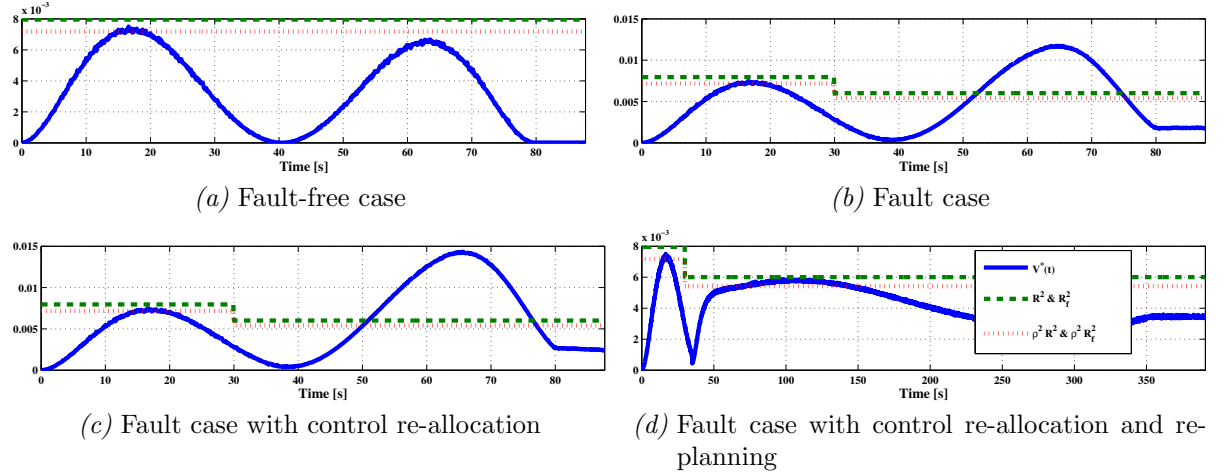 x 10⁻³
8
6
4
2
0
0 10 20 30 40 50 60 70 80
Time [s]
(a) Fault-free case
0.015
0.01
0.005
0
0 10 20 30 40 50 60 70 80
Time [s]
(b) Fault case
0.015
0.01
0.005
0
0 10 20 30 40 50 60 70 80
Time [s]
(c) Fault case with control re-allocation
x 10⁻³
8
6
4
2
0
0 50 100 150 200 250 300 350
Time [s]
V*(t)
R² & R_f²
ρ² R² & ρ² R_f²
(d) Fault case with control re-allocation and re-
planning